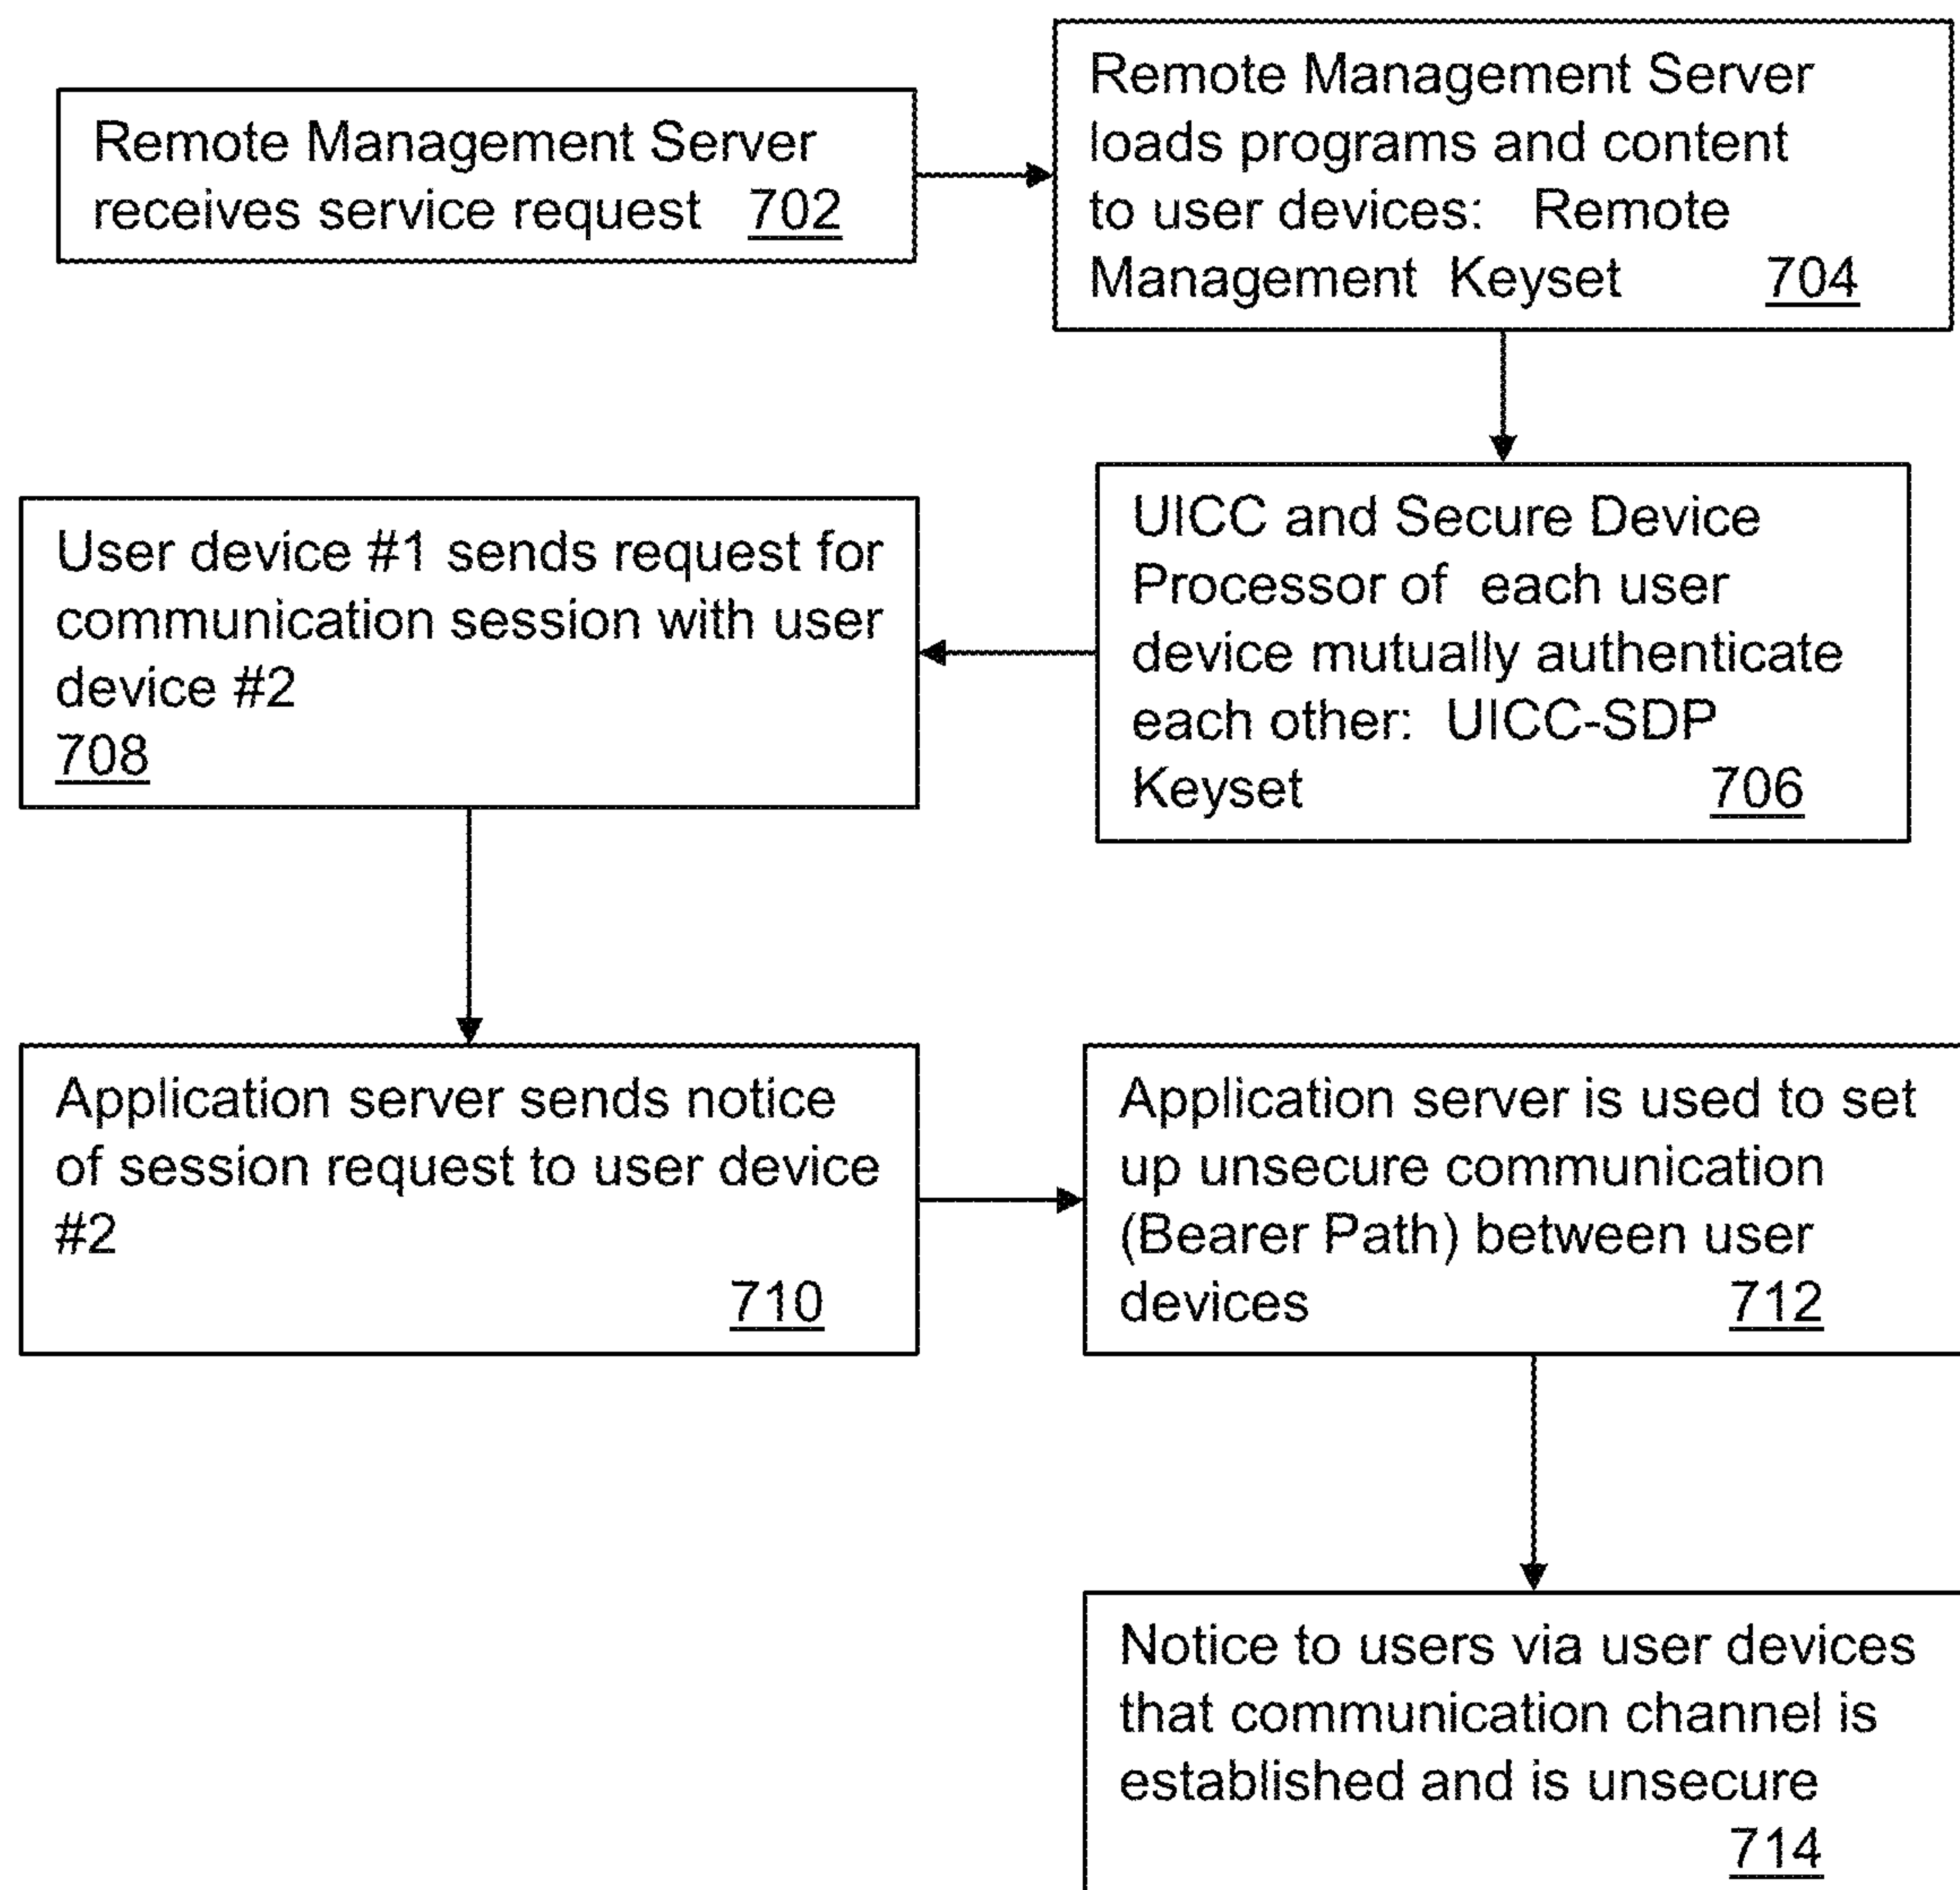 Remote Management Server
receives service request 702
Remote Management Server
loads programs and content
to user devices: Remote
Management Keyset 704
UICC and Secure Device
Processor of each user
device mutually authenticate
each other: UICC-SDP
Keyset 706
User device #1 sends request for
communication session with user
device #2
708
Application server sends notice
of session request to user device
#2
710
Application server is used to set
up unsecure communication
(Bearer Path) between user
devices 712
Notice to users via user devices
that communication channel is
established and is unsecure
714